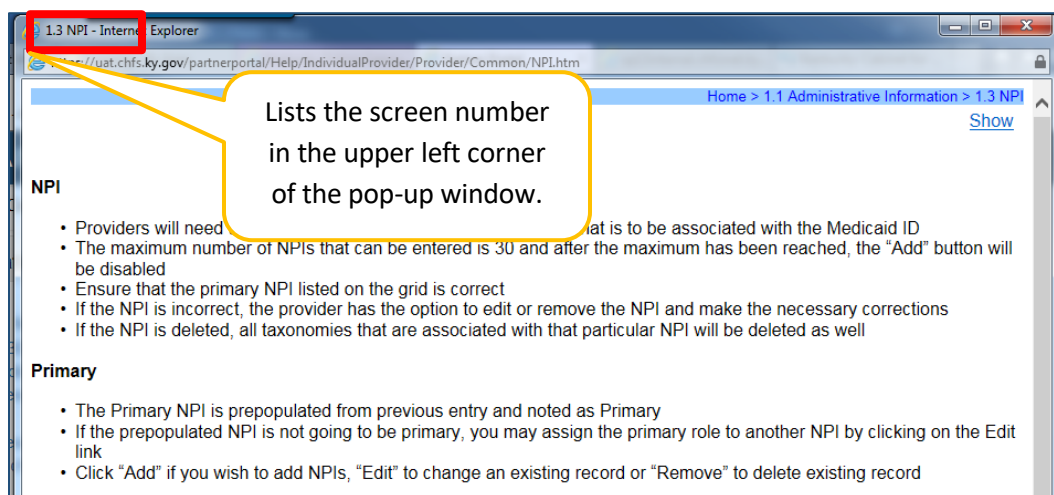 1.3 NPI - Internet Explorer
//uat.chfs.ky.gov/partnerportal/Help/IndividualProvider/Provider/Common/NPI.htm
Home > 1.1 Administrative Information > 1.3 NPI
Show
Lists the screen number
in the upper left corner
of the pop-up window.
NPI
• Providers will need that is to be associated with the Medicaid ID
• The maximum number of NPIs that can be entered is 30 and after the maximum has been reached, the “Add” button will
be disabled
• Ensure that the primary NPI listed on the grid is correct
• If the NPI is incorrect, the provider has the option to edit or remove the NPI and make the necessary corrections
• If the NPI is deleted, all taxonomies that are associated with that particular NPI will be deleted as well
Primary
• The Primary NPI is prepopulated from previous entry and noted as Primary
• If the prepopulated NPI is not going to be primary, you may assign the primary role to another NPI by clicking on the Edit
link
• Click “Add” if you wish to add NPIs, “Edit” to change an existing record or “Remove” to delete existing record